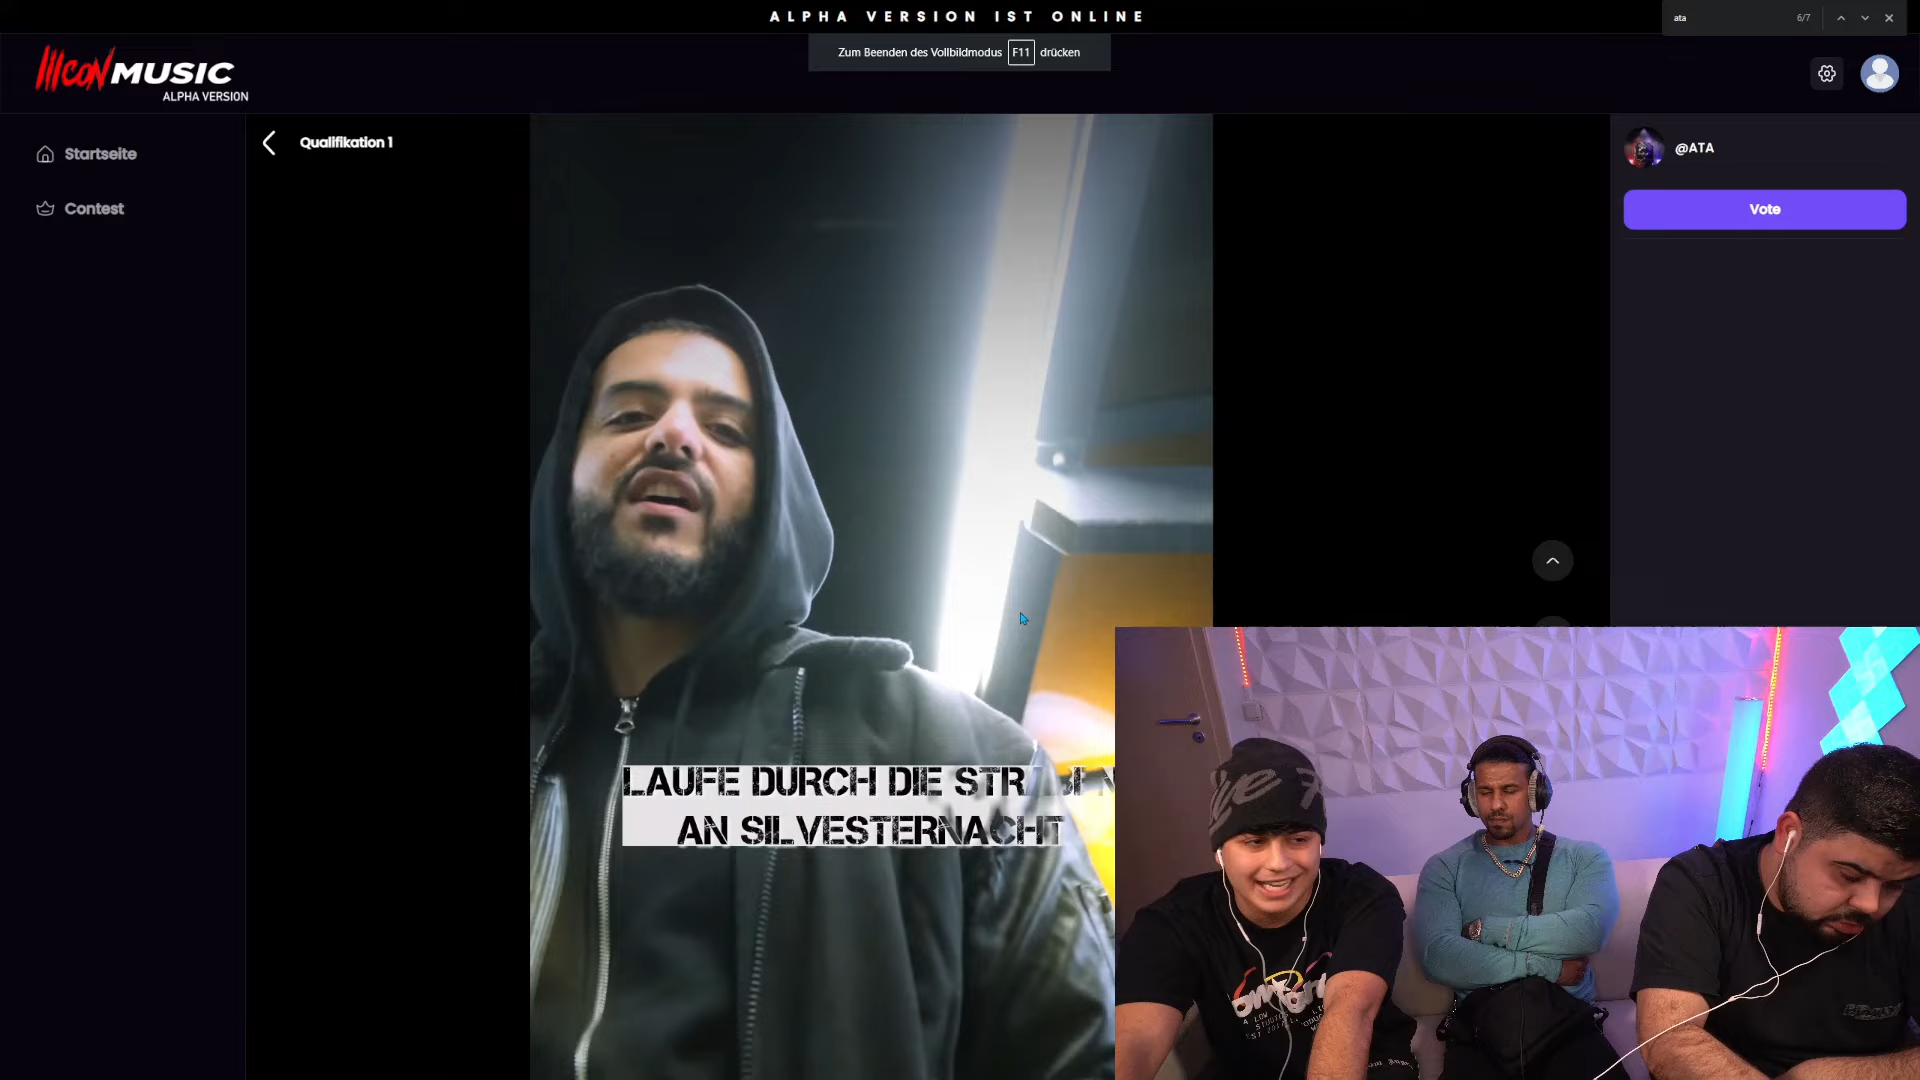 ALPHA VERSION IST ONLINE
ata
6/7
Zum Beenden des Vollbildmodus F11 drücken
IIICON MUSIC
ALPHA VERSION
Startseite
Contest
Qualifikation 1
@ATA
Vote
LAUFE DURCH DIE
AN SILVESTERNACHT